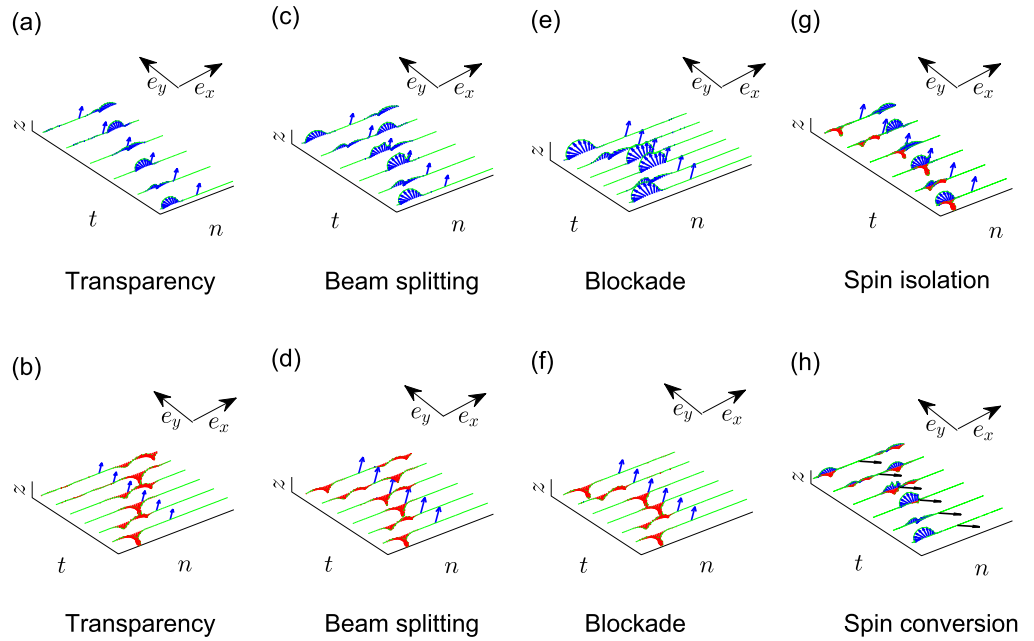 (a)
e_y
e_x
z
t
n
Transparency
(c)
e_y
e_x
z
t
n
Beam splitting
(e)
e_y
e_x
z
t
n
Blockade
(g)
e_y
e_x
z
t
n
Spin isolation
(b)
e_y
e_x
z
t
n
Transparency
(d)
e_y
e_x
z
t
n
Beam splitting
(f)
e_y
e_x
z
t
n
Blockade
(h)
e_y
e_x
z
t
n
Spin conversion